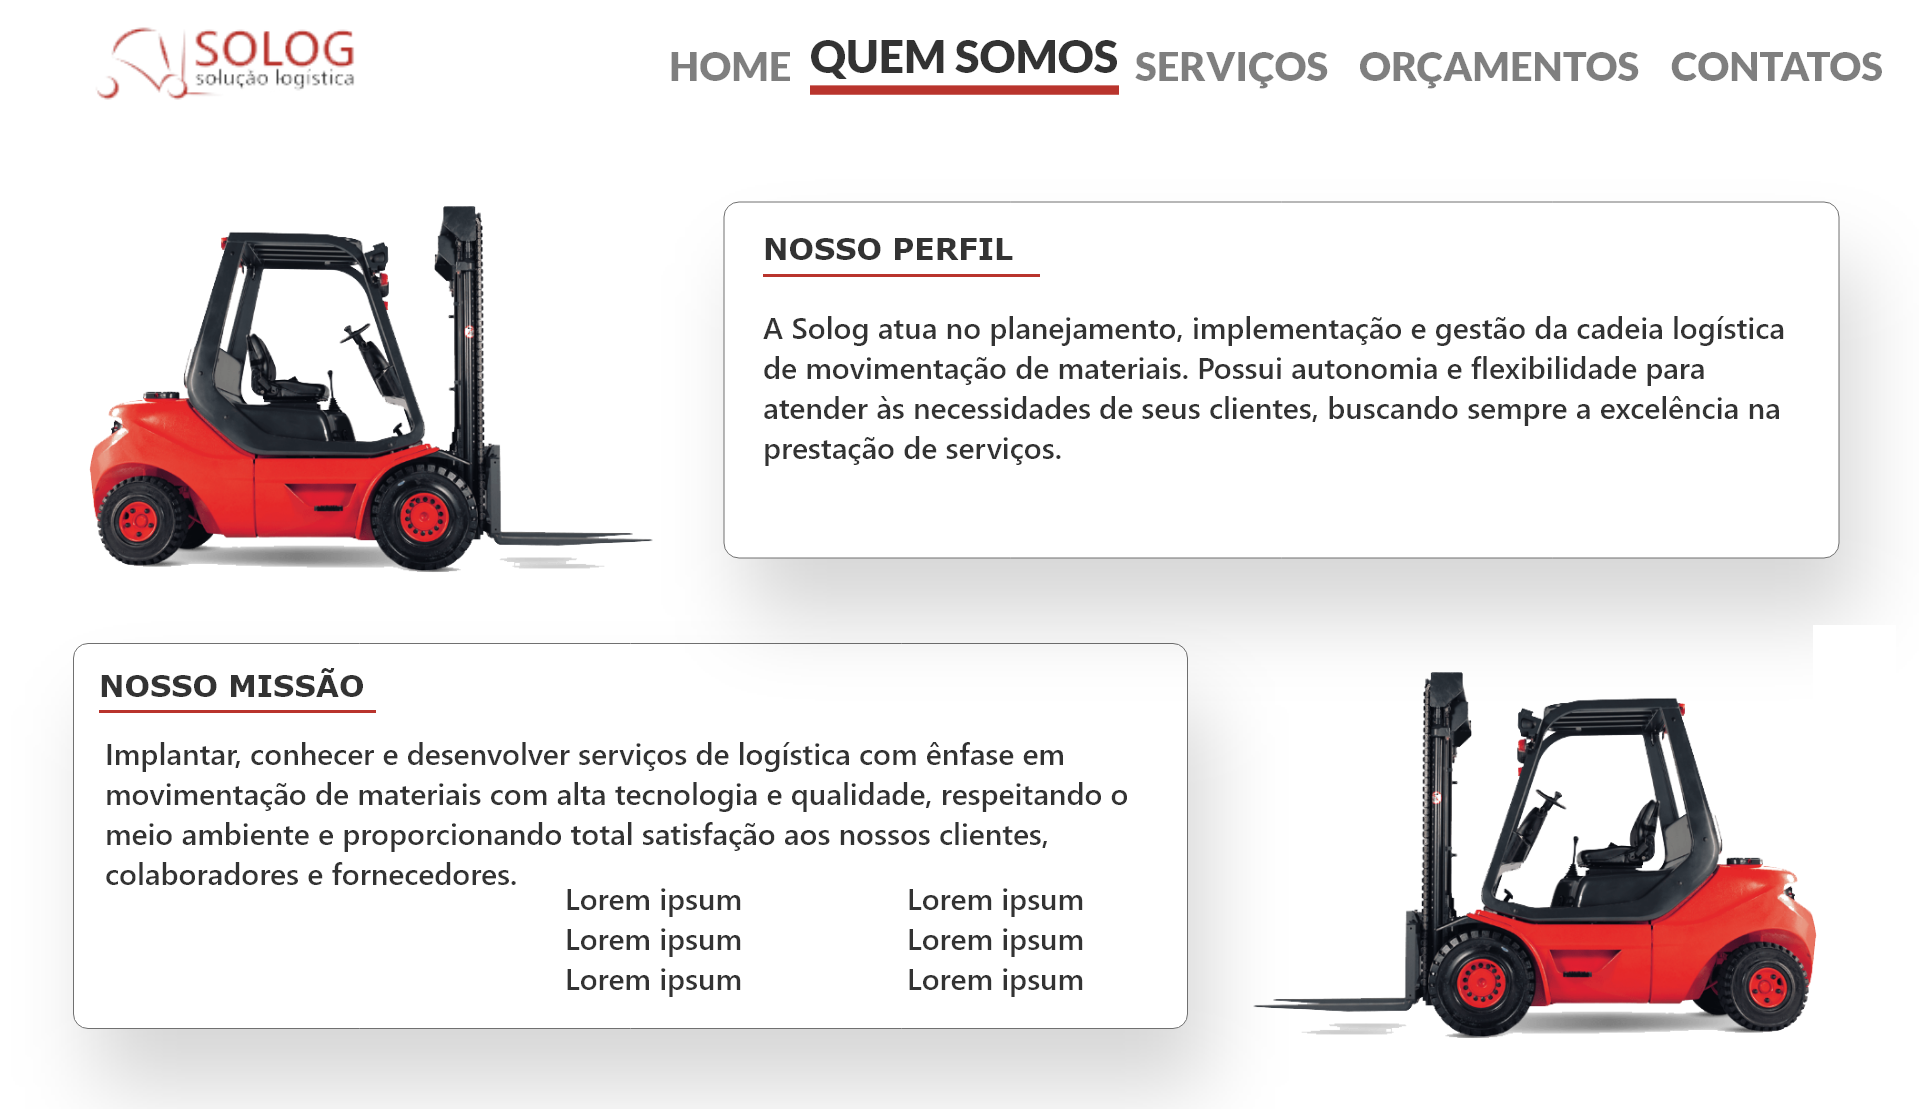 SOLOG
solução logística
HOME QUEM SOMOS SERVIÇOS ORÇAMENTOS CONTATOS
NOSSO PERFIL
A Solog atua no planejamento, implementação e gestão da cadeia logística
de movimentação de materiais. Possui autonomia e flexibilidade para
atender às necessidades de seus clientes, buscando sempre a excelência na
prestação de serviços.
NOSSO MISSÃO
Implantar, conhecer e desenvolver serviços de logística com ênfase em
movimentação de materiais com alta tecnologia e qualidade, respeitando o
meio ambiente e proporcionando total satisfação aos nossos clientes,
colaboradores e fornecedores.
Lorem ipsum
Lorem ipsum
Lorem ipsum
Lorem ipsum
Lorem ipsum
Lorem ipsum